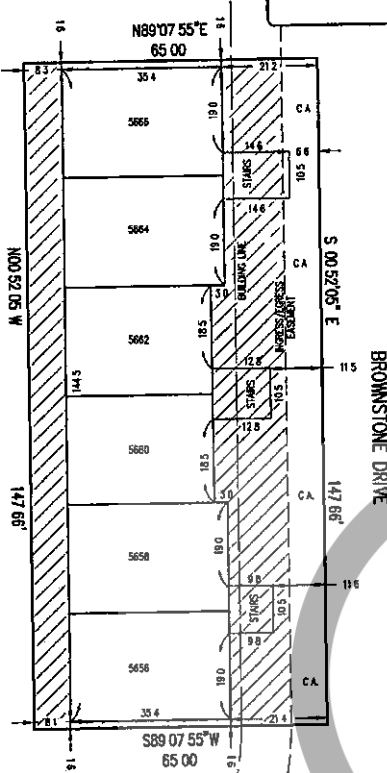 N89°07 55"E
65 00
16
16
8.3
35.4
21.2
C.A.
5666
19.0
14.6
6.6
STAIRS
10.5
14.6
5664
19.0
BUILDING LINE
C.A.
S 00 52'05" E
INGRESS/EGRESS
EASEMENT
3.0
N00 52 05 W
5662
18.5
12.8
11.5
144.5
STAIRS
10.5
BROWNSTONE DRIVE
12.8
5660
18.5
147 66'
3.0
C.A.
147 66'
5658
19.0
9.8
11.6
STAIRS
10.5
9.8
5656
19.0
C.A.
8.1
35.4
21.4
16
16
S89 07 55"W
65 00